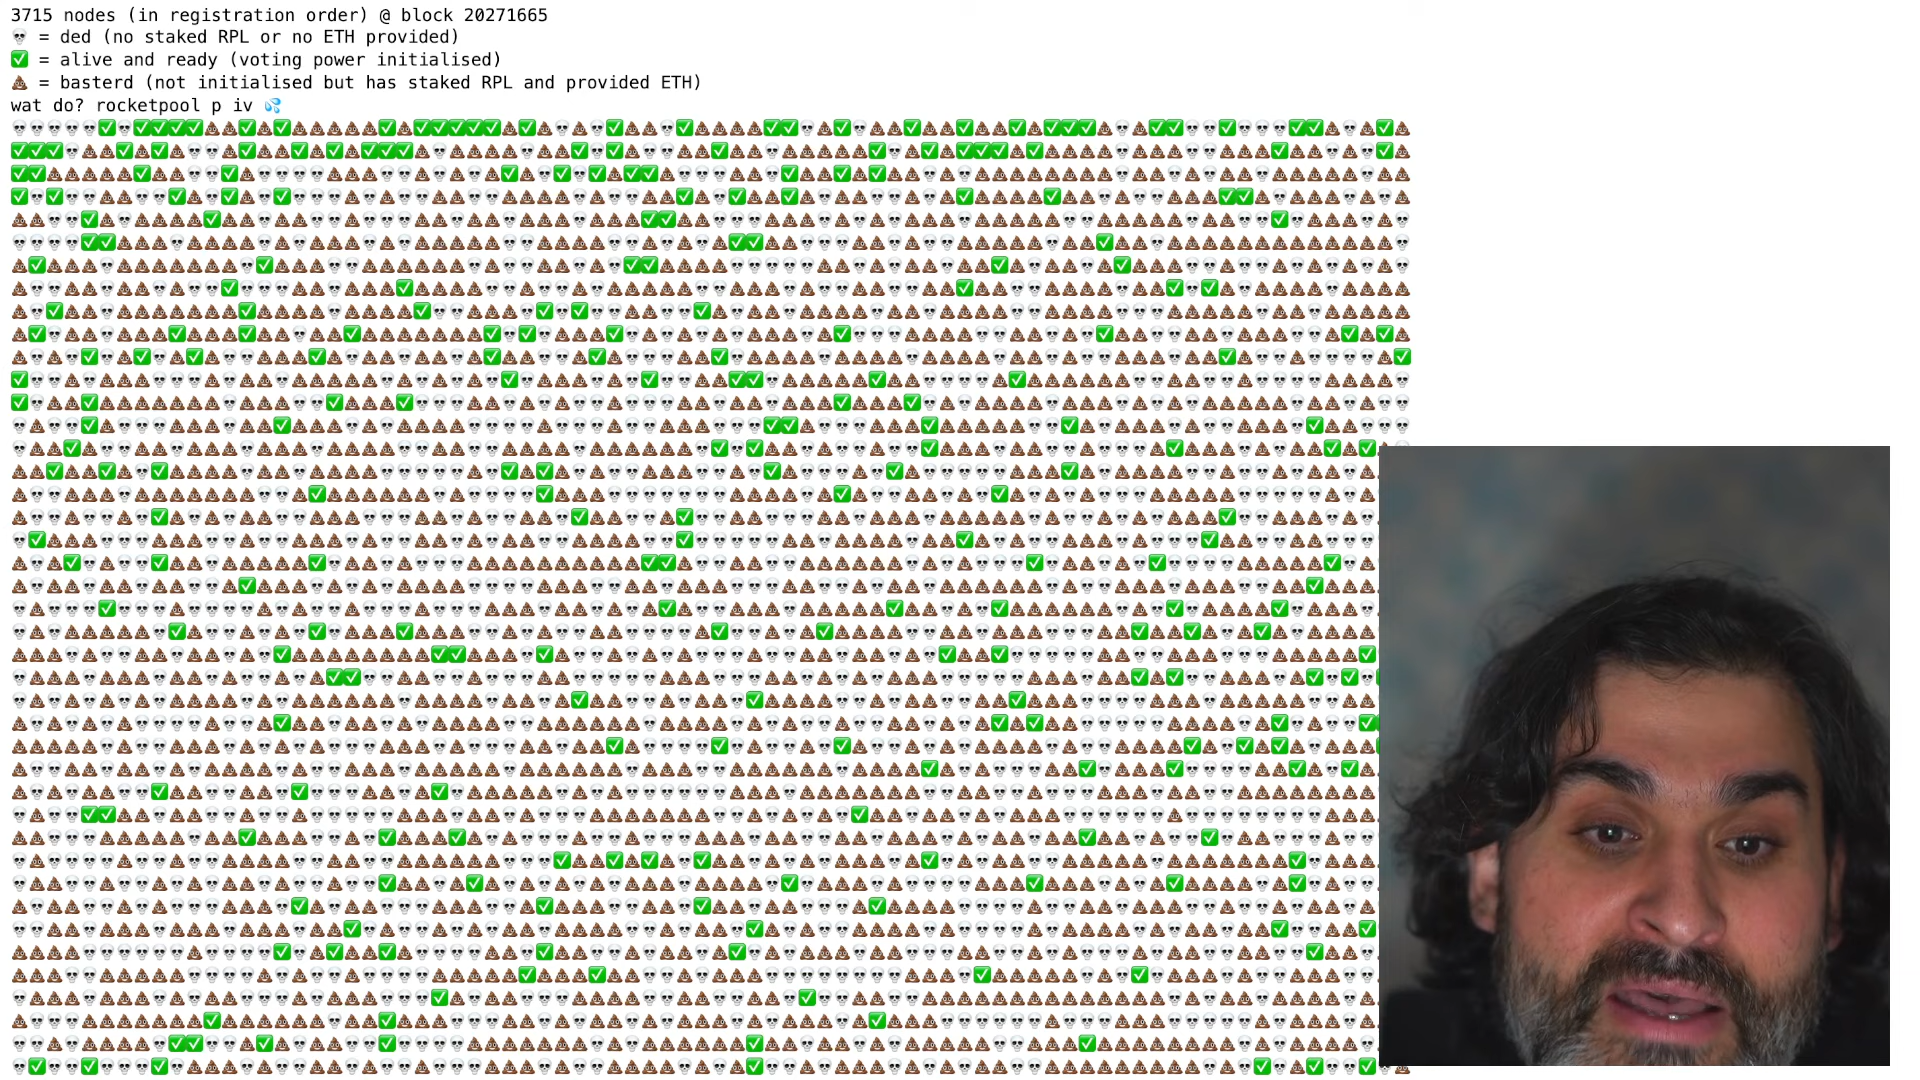 3715 nodes (in registration order) @ block 20271665
💀 = ded (no staked RPL or no ETH provided)
✅ = alive and ready (voting power initialised)
💩 = basterd (not initialised but has staked RPL and provided ETH)
wat do? rocketpool p iv 💦